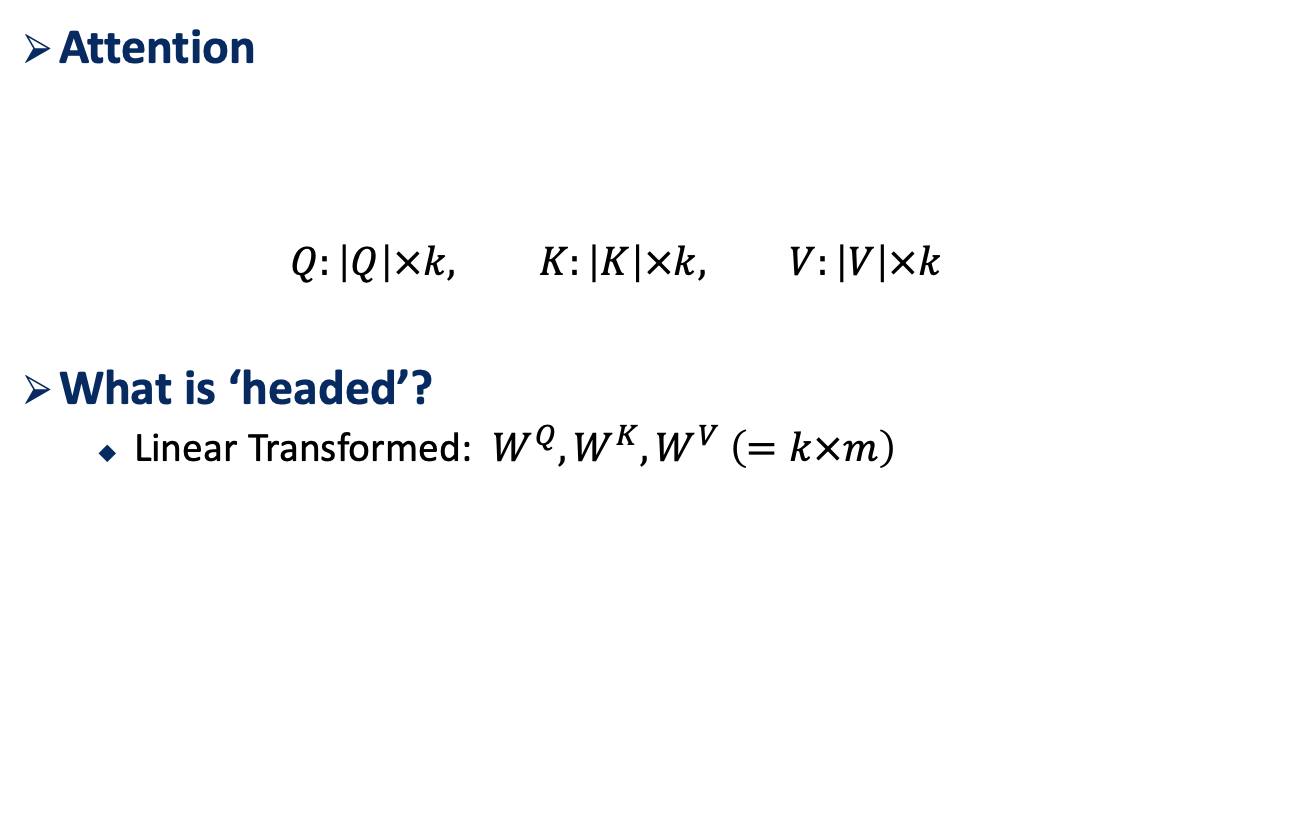 ➢ Attention
Q: |Q|×k, K: |K|×k, V: |V|×k
➢ What is ‘headed’?
◆ Linear Transformed: W^Q, W^K, W^V (= k×m)